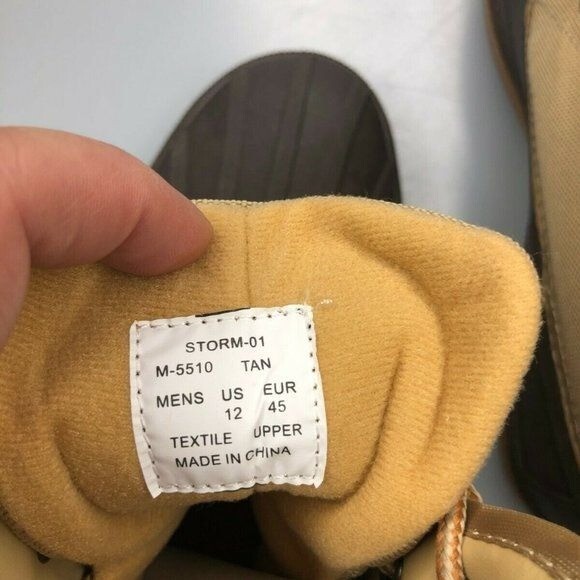 STORM-01
M-5510 TAN
MENS US EUR
12 45
TEXTILE UPPER
MADE IN CHINA